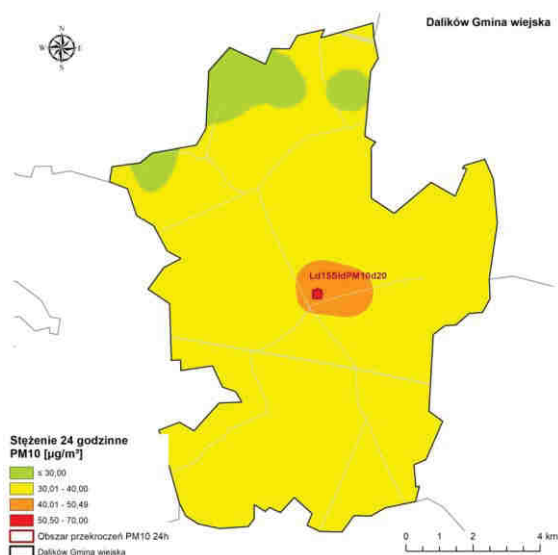 Dalików Gmina wiejska
N
W E
S
Ld15SldPM10d20
Stężenie 24 godzinne
PM10 [µg/m³]
≤ 30,00
30,01 - 40,00
40,01 - 50,49
50,50 - 70,00
Obszar przekroczeń PM10 24h
Dalików Gmina wiejska
0 1 2 4 km